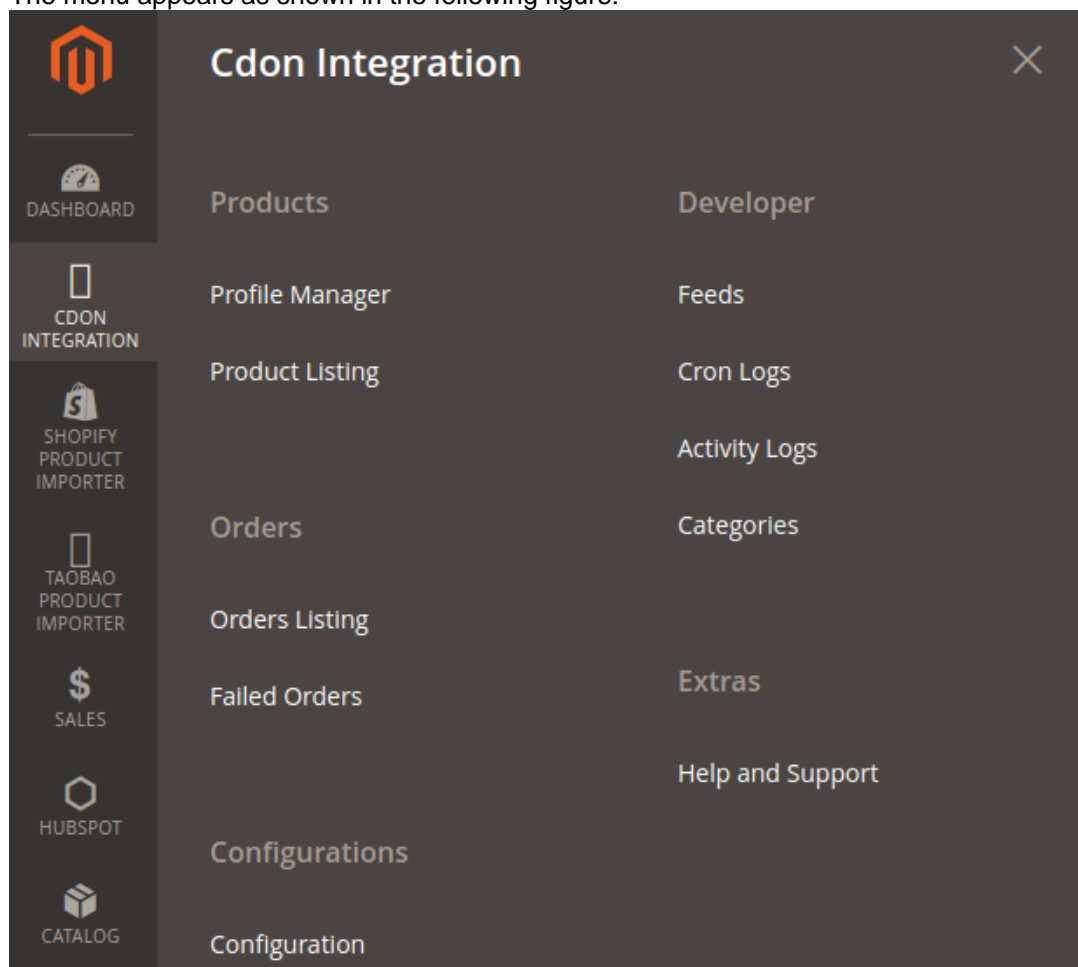 The menu appears as shown in the following figure.
Cdon Integration
DASHBOARD
CDON
INTEGRATION
SHOPIFY
PRODUCT
IMPORTER
TAOBAO
PRODUCT
IMPORTER
$
SALES
HUBSPOT
CATALOG
Products
Profile Manager
Product Listing
Orders
Orders Listing
Failed Orders
Configurations
Configuration
Developer
Feeds
Cron Logs
Activity Logs
Categories
Extras
Help and Support